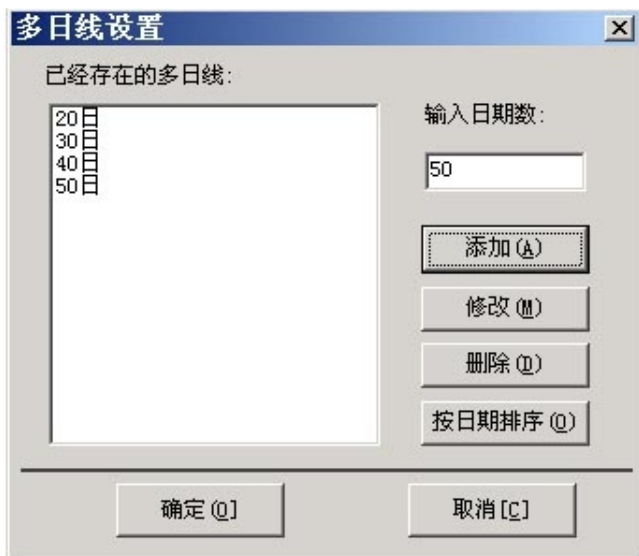 多日线设置
已经存在的多日线:
20日
30日
40日
50日
输入日期数:
50
添加(A)
修改(M)
删除(D)
按日期排序(O)
确定(O]
取消[C]